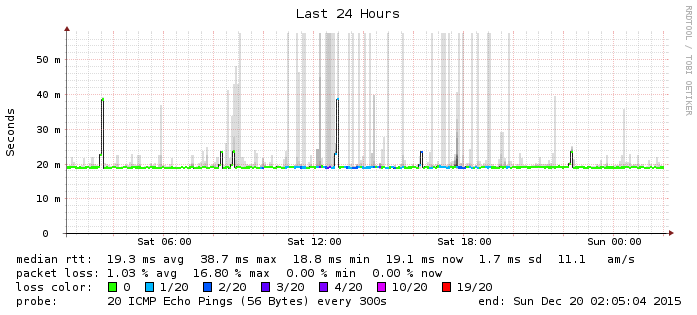 Last 24 Hours
RRDTOOL / TOBI OETIKER
Seconds
50 m
40 m
30 m
20 m
10 m
0
Sat 06:00 Sat 12:00 Sat 18:00 Sun 00:00
median rtt: 19.3 ms avg 38.7 ms max 18.8 ms min 19.1 ms now 1.7 ms sd 11.1 am/s
packet loss: 1.03 % avg 16.80 % max 0.00 % min 0.00 % now
loss color: 0 1/20 2/20 3/20 4/20 10/20 19/20
probe: 20 ICMP Echo Pings (56 Bytes) every 300s end: Sun Dec 20 02:05:04 2015